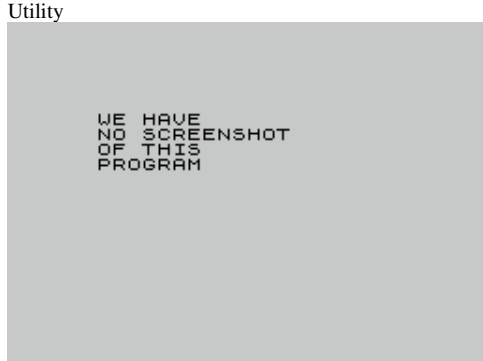 Utility
WE HAVE
NO SCREENSHOT
OF THIS
PROGRAM